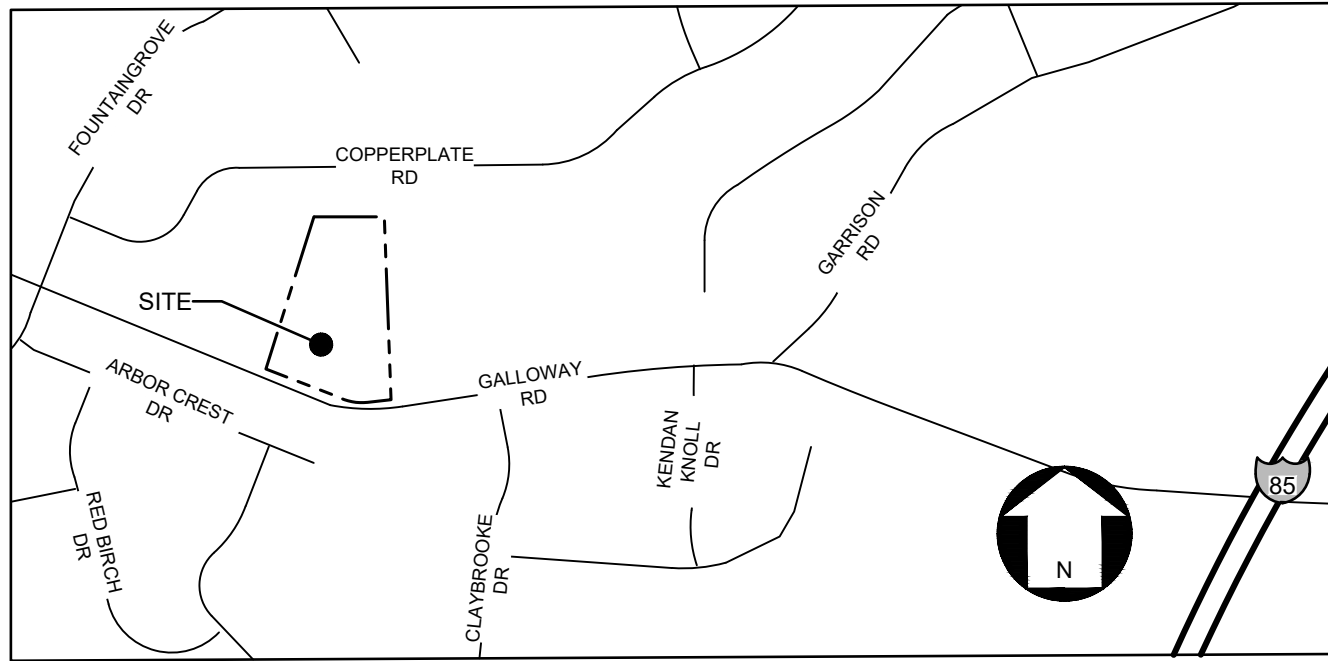 FOUNTAINGROVE
DR
COPPERPLATE
RD
GARRISON
RD
SITE
ARBOR CREST
DR
GALLOWAY
RD
KENDAN
KNOLL
DR
85
RED BIRCH
DR
CLAYBROOKE
DR
N